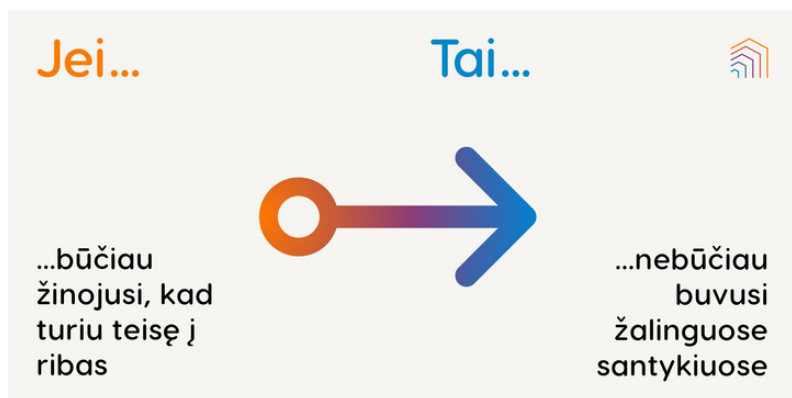 Jei...
Tai...
...būčiau
žinojusi, kad
turiu teisę į
ribas
...nebūčiau
buvusi
žalinguose
santykiuose